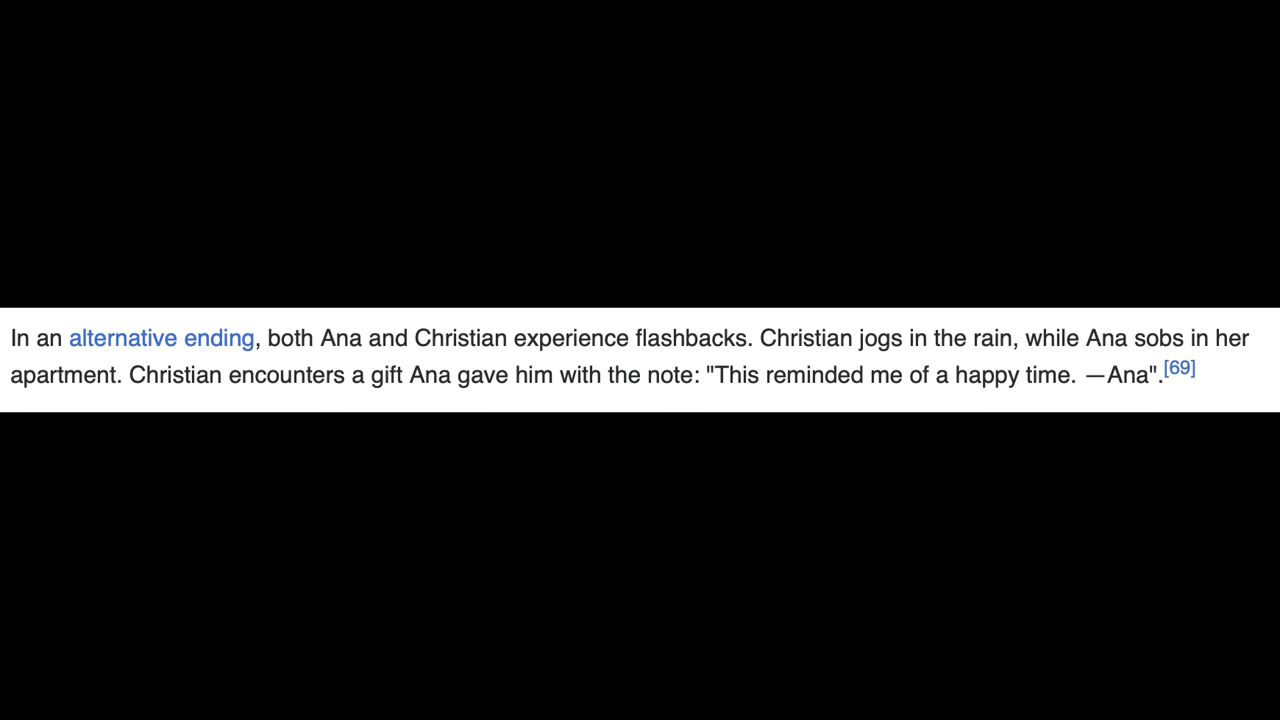 In an alternative ending, both Ana and Christian experience flashbacks. Christian jogs in the rain, while Ana sobs in her
apartment. Christian encounters a gift Ana gave him with the note: "This reminded me of a happy time. —Ana".[69]